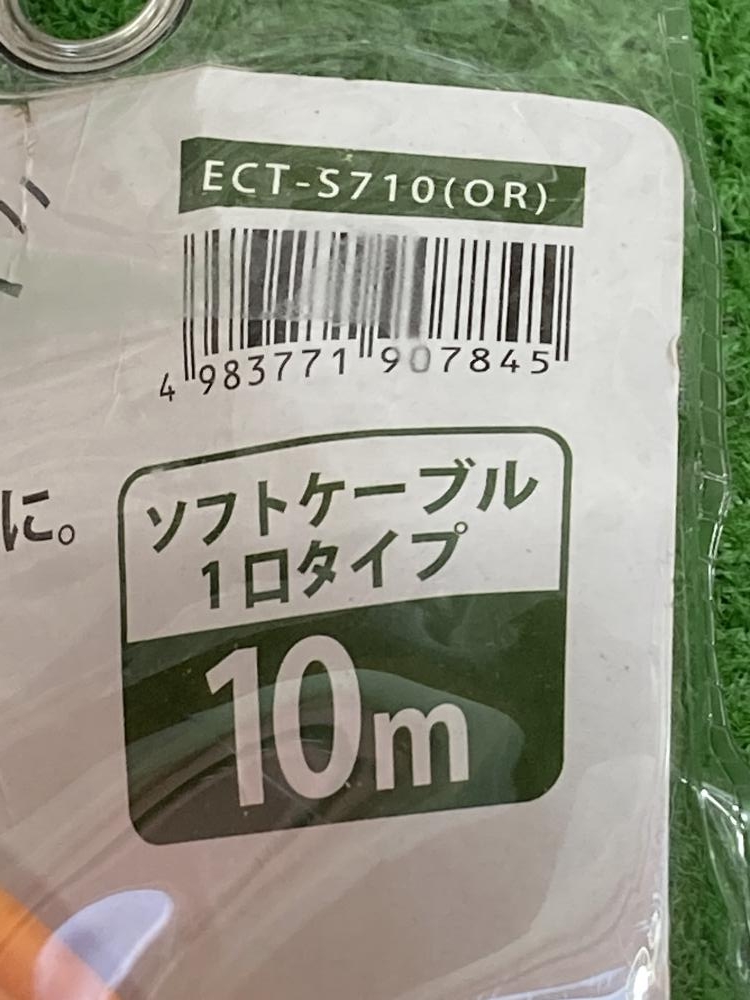 ECT-S710(OR)
4 983771 907845
に。
ソフトケーブル
1口タイプ
10m